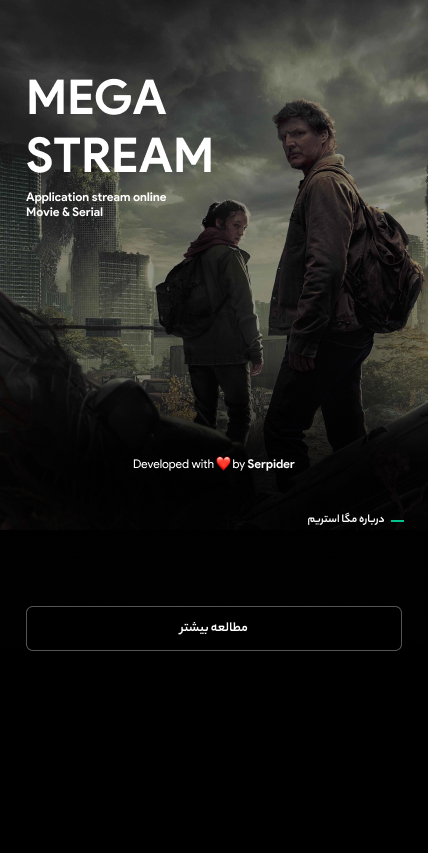 MEGA
STREAM
Application stream online
Movie & Serial
Developed with ❤️ by Serpider
درباره مگا استریم
مطالعه بیشتر